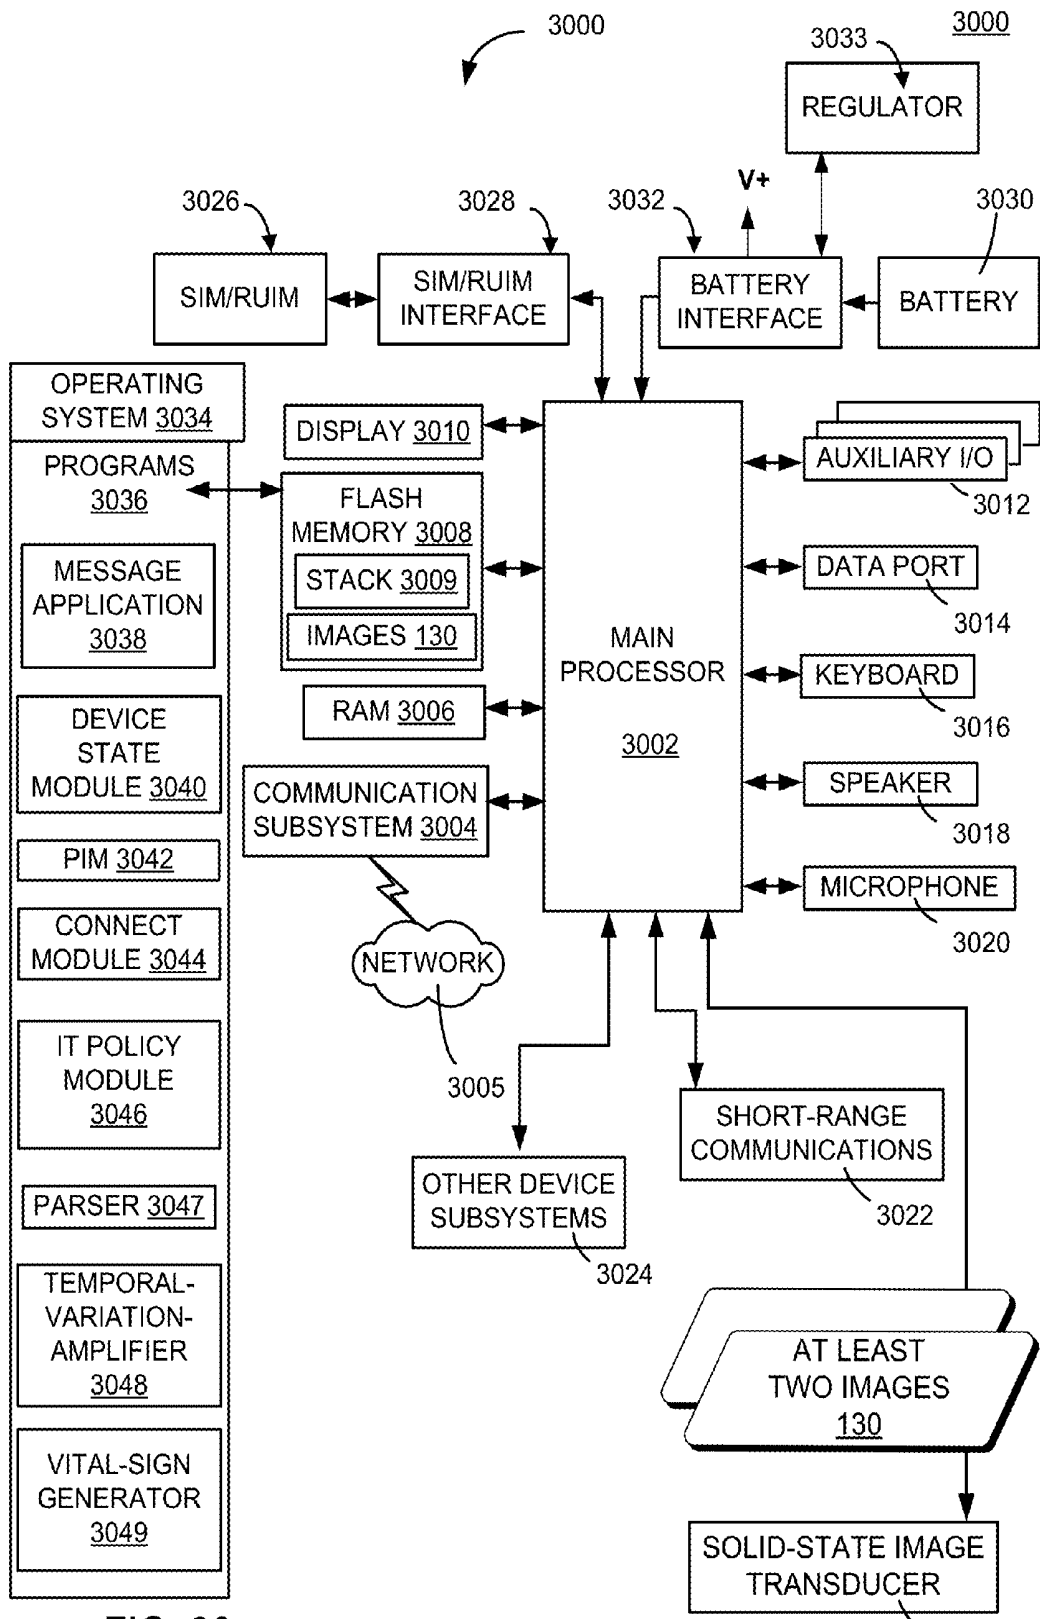 3000
3000
3033
REGULATOR
V+
3026
3028
3032
3030
SIM/RUIM
SIM/RUIM
INTERFACE
BATTERY
INTERFACE
BATTERY
OPERATING
SYSTEM 3034
PROGRAMS
3036
MESSAGE
APPLICATION
3038
DEVICE
STATE
MODULE 3040
PIM 3042
CONNECT
MODULE 3044
IT POLICY
MODULE
3046
PARSER 3047
TEMPORAL-
VARIATION-
AMPLIFIER
3048
VITAL-SIGN
GENERATOR
3049
DISPLAY 3010
FLASH
MEMORY 3008
STACK 3009
IMAGES 130
RAM 3006
COMMUNICATION
SUBSYSTEM 3004
NETWORK
3005
MAIN
PROCESSOR
3002
AUXILIARY I/O
3012
DATA PORT
3014
KEYBOARD
3016
SPEAKER
3018
MICROPHONE
3020
SHORT-RANGE
COMMUNICATIONS
3022
OTHER DEVICE
SUBSYSTEMS
3024
AT LEAST
TWO IMAGES
130
SOLID-STATE IMAGE
TRANSDUCER